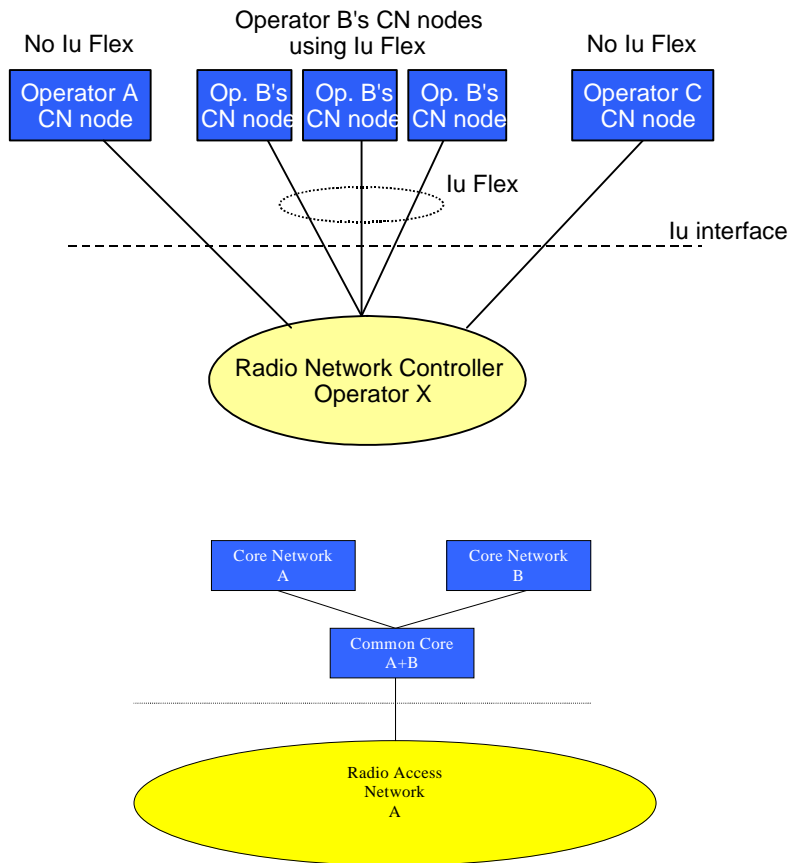 Operator B's CN nodes
using Iu Flex
No Iu Flex
No Iu Flex
Operator A
CN node
Op. B's
CN node
Op. B's
CN node
Op. B's
CN node
Operator C
CN node
Iu Flex
Iu interface
Radio Network Controller
Operator X
Core Network
A
Core Network
B
Common Core
A+B
Radio Access
Network
A